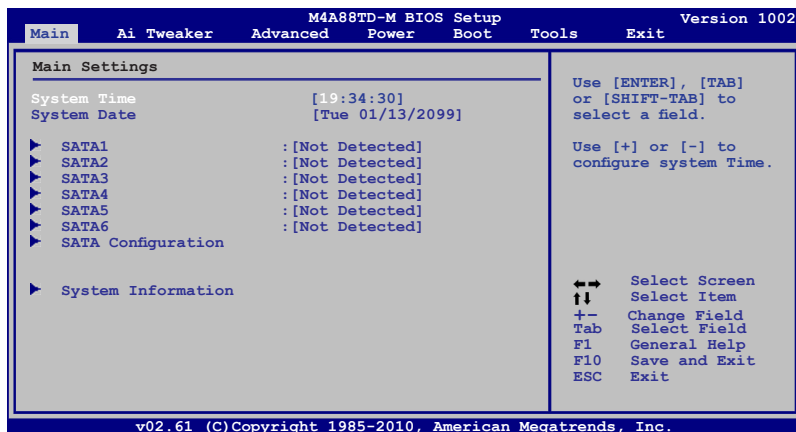 M4A88TD-M BIOS Setup Version 1002
Main Ai Tweaker Advanced Power Boot Tools Exit
Main Settings
System Time [19:34:30]
System Date [Tue 01/13/2099]
SATA1 :[Not Detected]
SATA2 :[Not Detected]
SATA3 :[Not Detected]
SATA4 :[Not Detected]
SATA5 :[Not Detected]
SATA6 :[Not Detected]
SATA Configuration
System Information
Use [ENTER], [TAB]
or [SHIFT-TAB] to
select a field.
Use [+] or [-] to
configure system Time.
←→ Select Screen
↑↓ Select Item
+- Change Field
Tab Select Field
F1 General Help
F10 Save and Exit
ESC Exit
v02.61 (C)Copyright 1985-2010, American Megatrends, Inc.